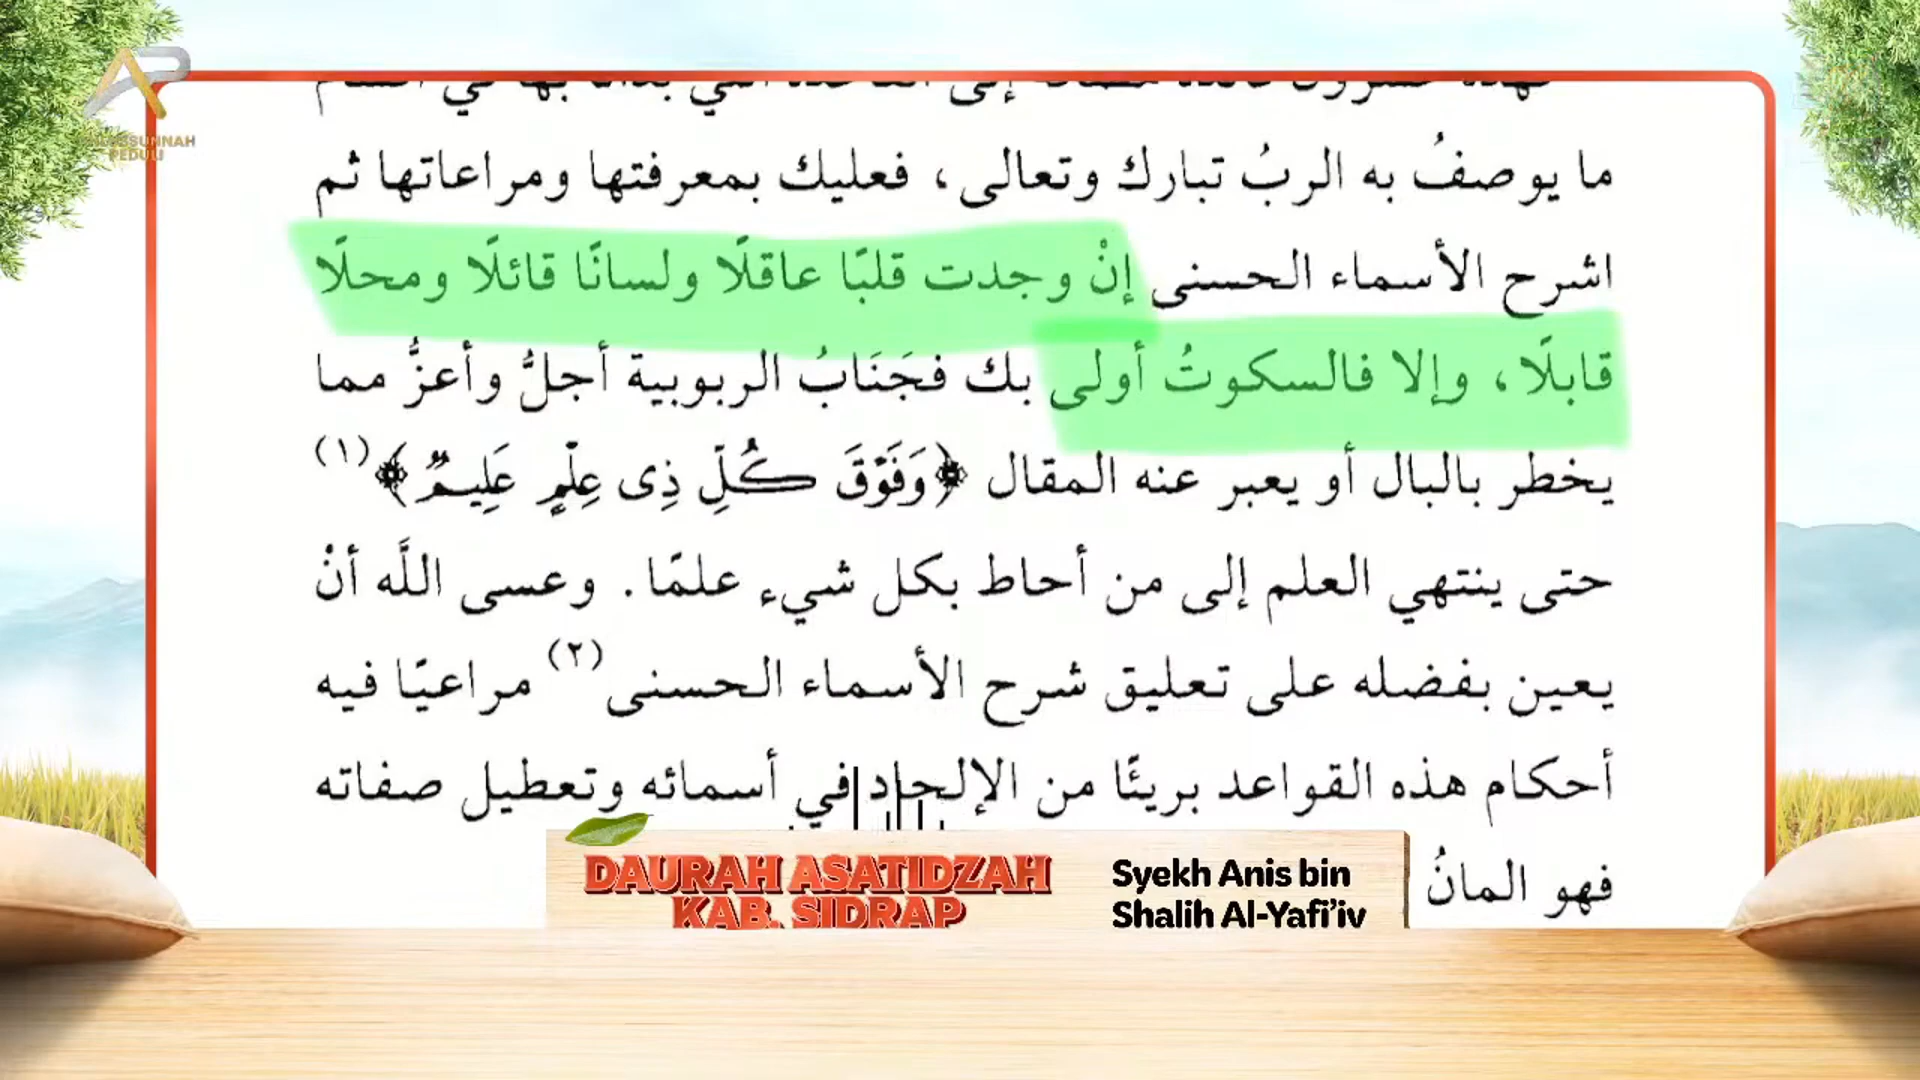 ما يوصفُ به الربُ تبارك وتعالى، فعليك بمعرفتها ومراعاتها ثم
اشرح الأسماء الحسنى إنْ وجدت قلبًا عاقلًا ولسانًا قائلًا ومحلًا
قابلًا، وإلا فالسكوتُ أولى بك فجَنَابُ الربوبية أجلُّ وأعزُّ مما
يخطر بالبال أو يعبر عنه المقال ﴿وَفَوْقَ كُلِّ ذِى عِلْمٍ عَلِيمٌ﴾(١)
حتى ينتهي العلم إلى من أحاط بكل شيء علمًا. وعسى اللَّه أنْ
يعين بفضله على تعليق شرح الأسماء الحسنى(٢) مراعيًا فيه
أحكام هذه القواعد بريئًا من الإلحاد في أسمائه وتعطيل صفاته
فهو المانُ
DAURAH ASATIDZAH
KAB. SIDRAP
Syekh Anis bin
Shalih Al-Yafi'iy
PEDULI